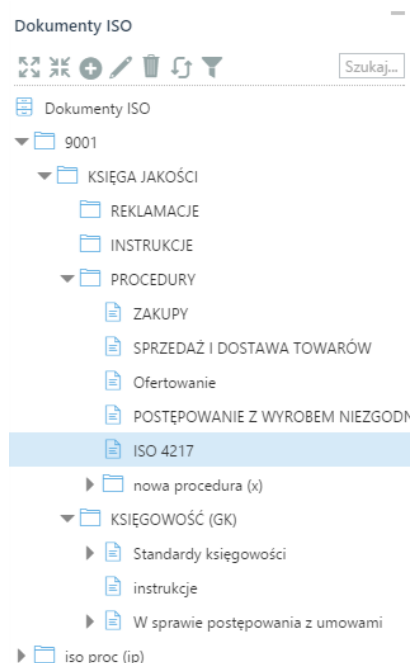 Dokumenty ISO
Szukaj...
Dokumenty ISO
9001
KSIĘGA JAKOŚCI
REKLAMACJE
INSTRUKCJE
PROCEDURY
ZAKUPY
SPRZEDAŻ I DOSTAWA TOWARÓW
Ofertowanie
POSTĘPOWANIE Z WYROBEM NIEZGODN
ISO 4217
nowa procedura (x)
KSIĘGOWOŚĆ (GK)
Standardy księgowości
instrukcje
W sprawie postępowania z umowami
iso proc (ip)